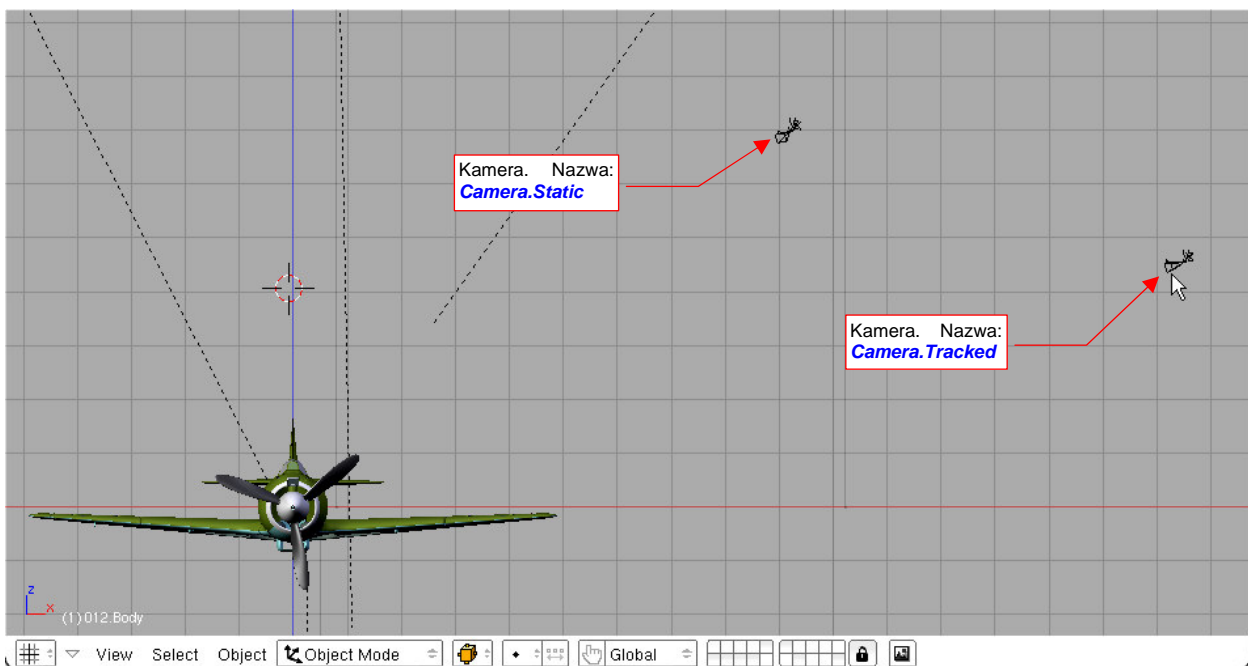 Kamera. Nazwa:
Camera.Static
Kamera. Nazwa:
Camera.Tracked
z
x
(1) 012.Body
View Select Object Object Mode Global